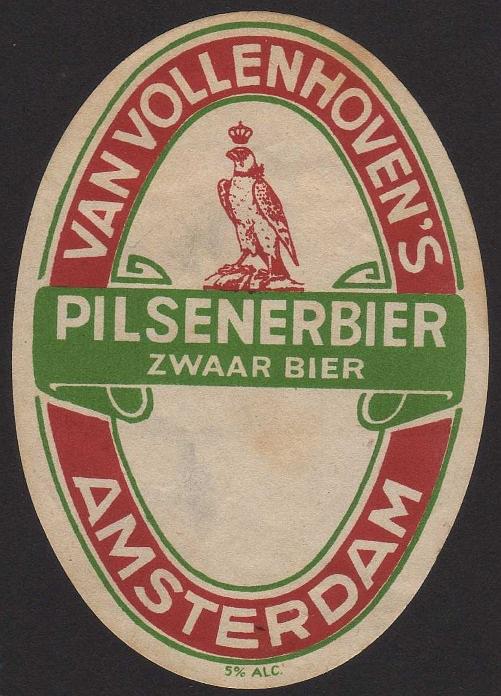 VAN VOLLENHOVEN'S
PILSENERBIER
ZWAAR BIER
AMSTERDAM
5% ALC.